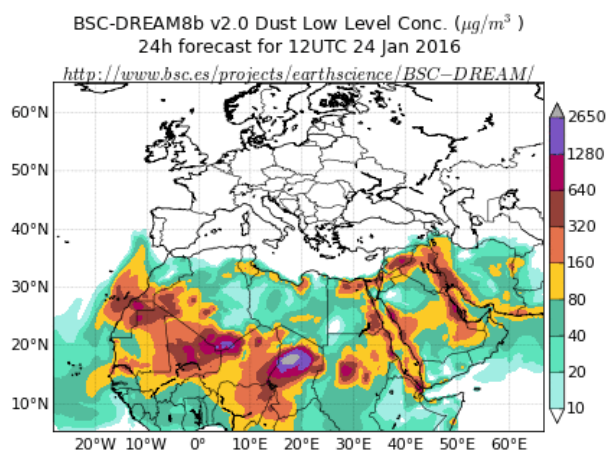 BSC-DREAM8b v2.0 Dust Low Level Conc. (μg/m³ )
24h forecast for 12UTC 24 Jan 2016
http://www.bsc.es/projects/earthscience/BSC−DREAM/
60°N
50°N
40°N
30°N
20°N
10°N
20°W 10°W 0° 10°E 20°E 30°E 40°E 50°E 60°E
2650
1280
640
320
160
80
40
20
10